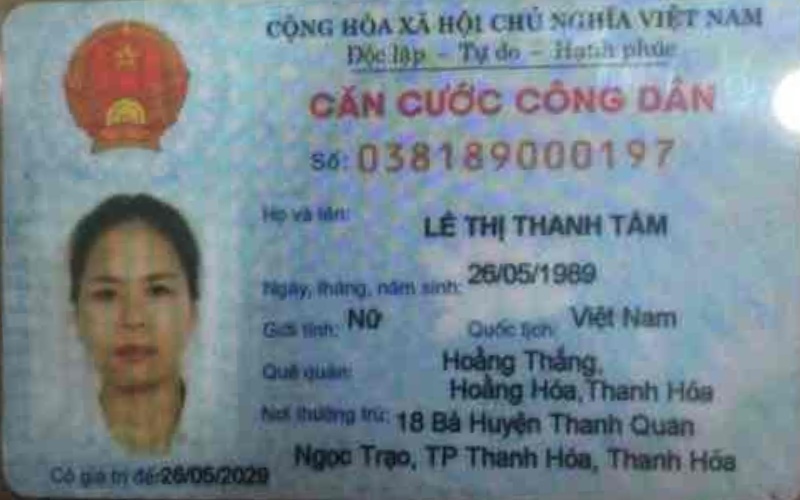 CỘNG HÒA XÃ HỘI CHỦ NGHĨA VIỆT NAM
Độc lập - Tự do - Hạnh phúc
CĂN CƯỚC CÔNG DÂN
Số: 038189000197
Họ và tên: LÊ THỊ THANH TÂM
Ngày, tháng, năm sinh: 26/05/1989
Giới tính: Nữ Quốc tịch: Việt Nam
Quê quán: Hoằng Thắng,
Hoằng Hóa, Thanh Hóa
Nơi thường trú: 18 Bà Huyện Thanh Quan
Ngọc Trạo, TP Thanh Hóa, Thanh Hóa
Có giá trị đến: 26/05/2029